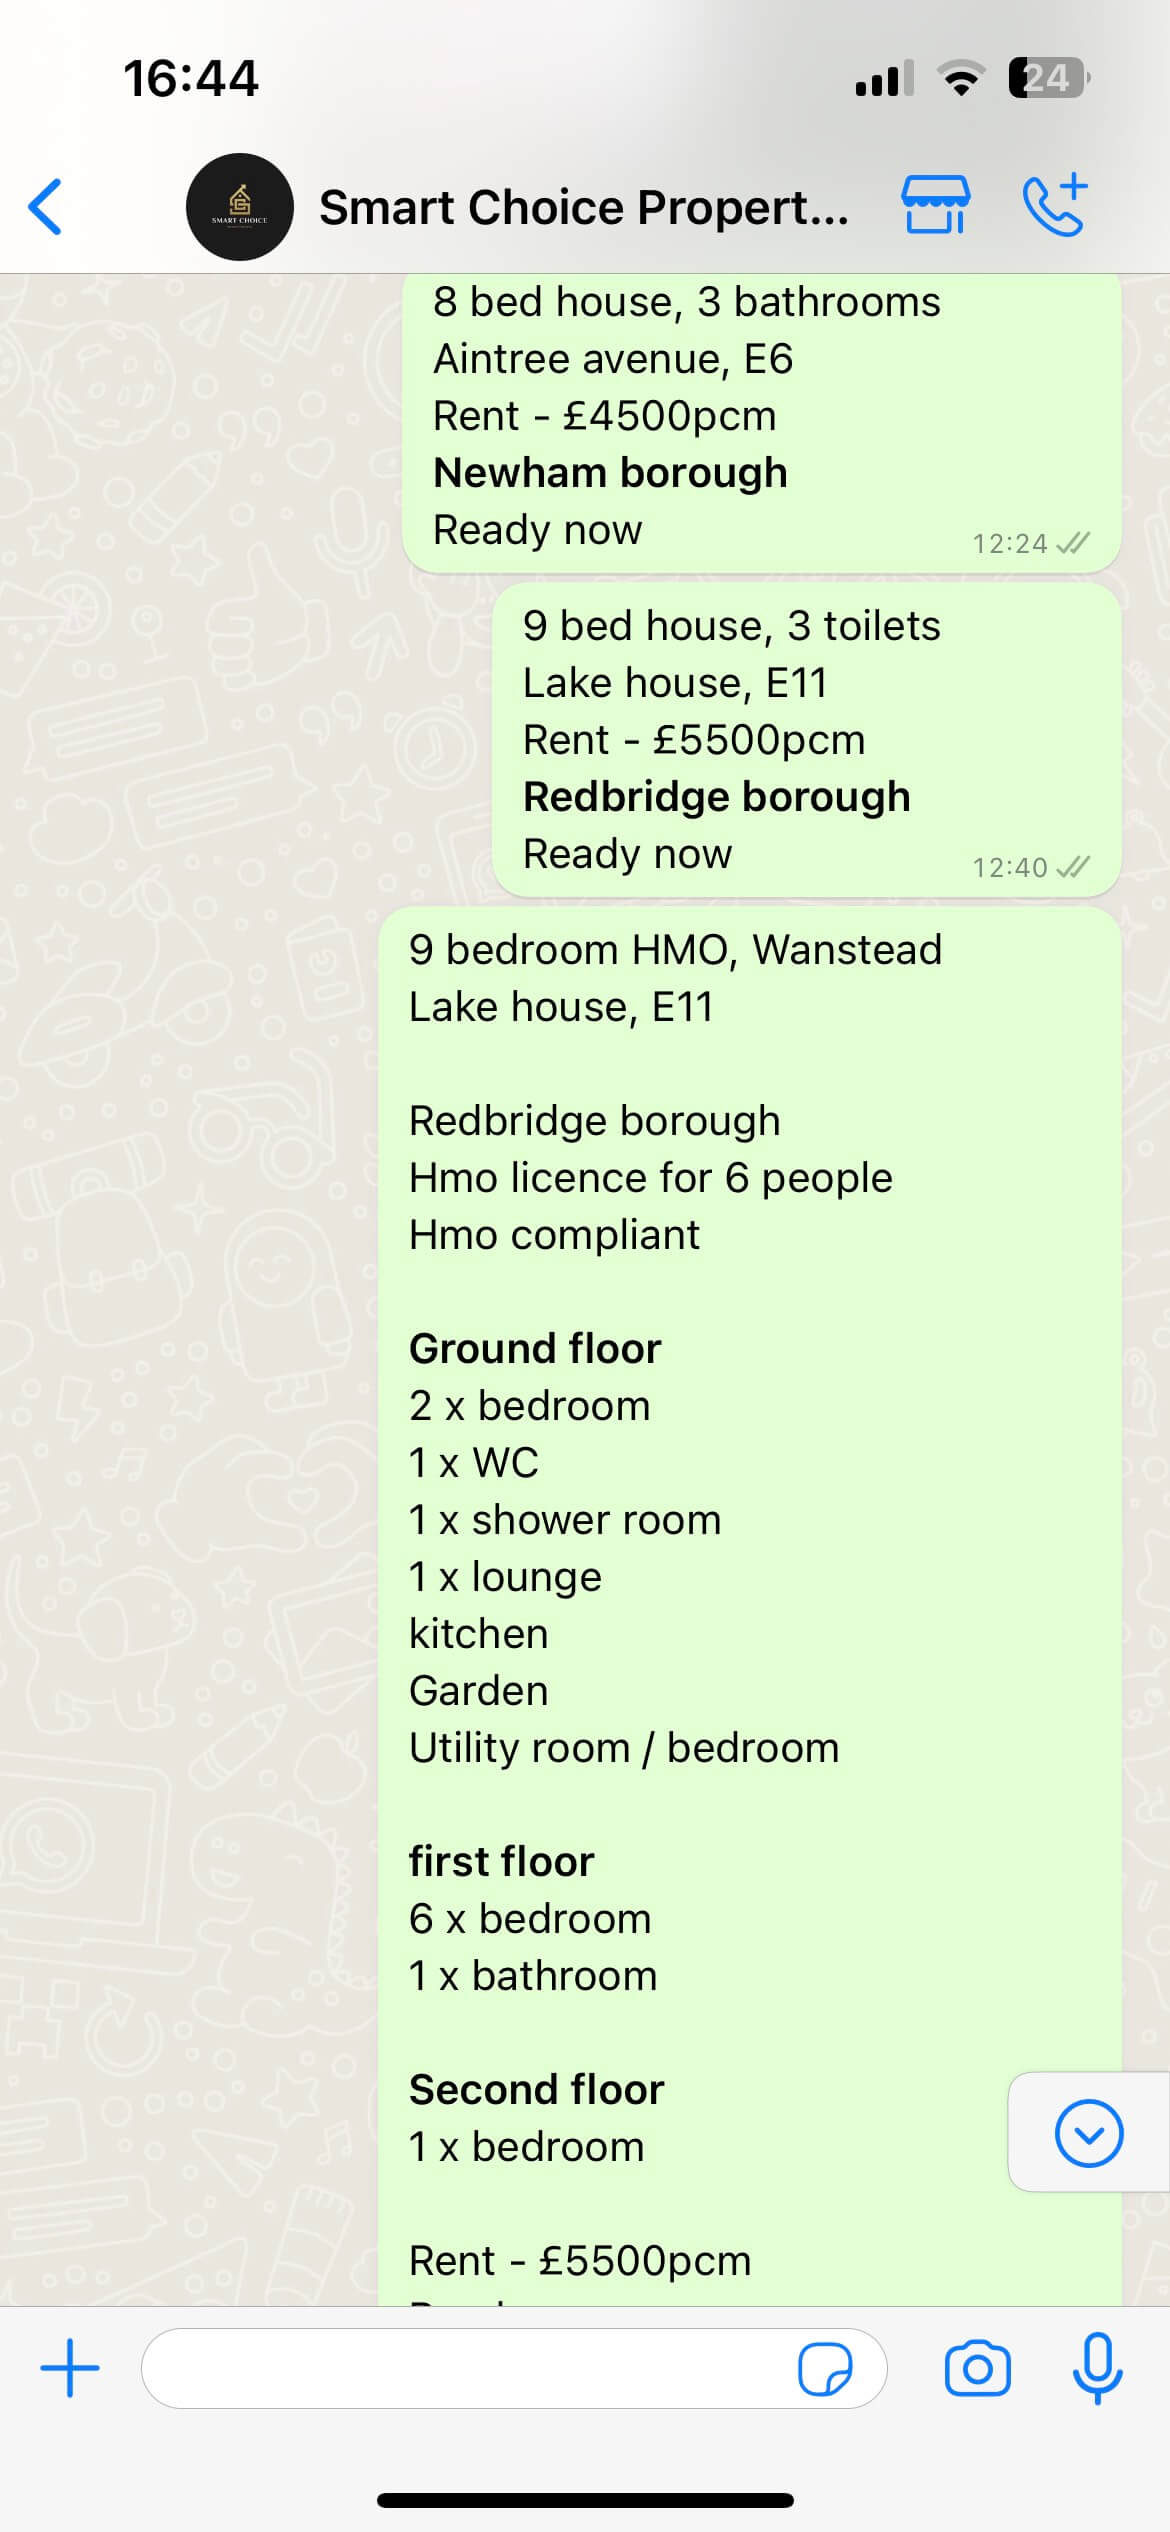 16:44
24
SMART CHOICE
Smart Choice Propert...
8 bed house, 3 bathrooms
Aintree avenue, E6
Rent - £4500pcm
Newham borough
Ready now
12:24
9 bed house, 3 toilets
Lake house, E11
Rent - £5500pcm
Redbridge borough
Ready now
12:40
9 bedroom HMO, Wanstead
Lake house, E11
Redbridge borough
Hmo licence for 6 people
Hmo compliant
Ground floor
2 x bedroom
1 x WC
1 x shower room
1 x lounge
kitchen
Garden
Utility room / bedroom
first floor
6 x bedroom
1 x bathroom
Second floor
1 x bedroom
Rent - £5500pcm